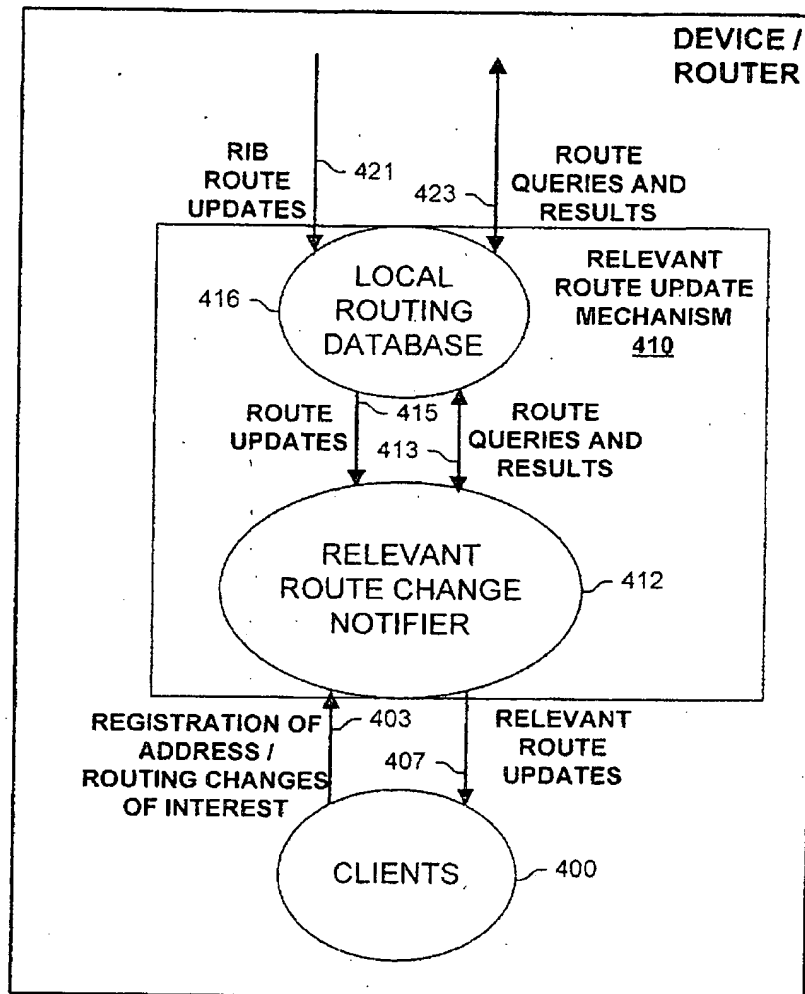 DEVICE /
ROUTER
RIB
ROUTE
UPDATES
421
423
ROUTE
QUERIES AND
RESULTS
416
LOCAL
ROUTING
DATABASE
RELEVANT
ROUTE UPDATE
MECHANISM
410
ROUTE
UPDATES
415
413
ROUTE
QUERIES AND
RESULTS
RELEVANT
ROUTE CHANGE
NOTIFIER
412
REGISTRATION OF
ADDRESS /
ROUTING CHANGES
OF INTEREST
403
407
RELEVANT
ROUTE
UPDATES
CLIENTS
400